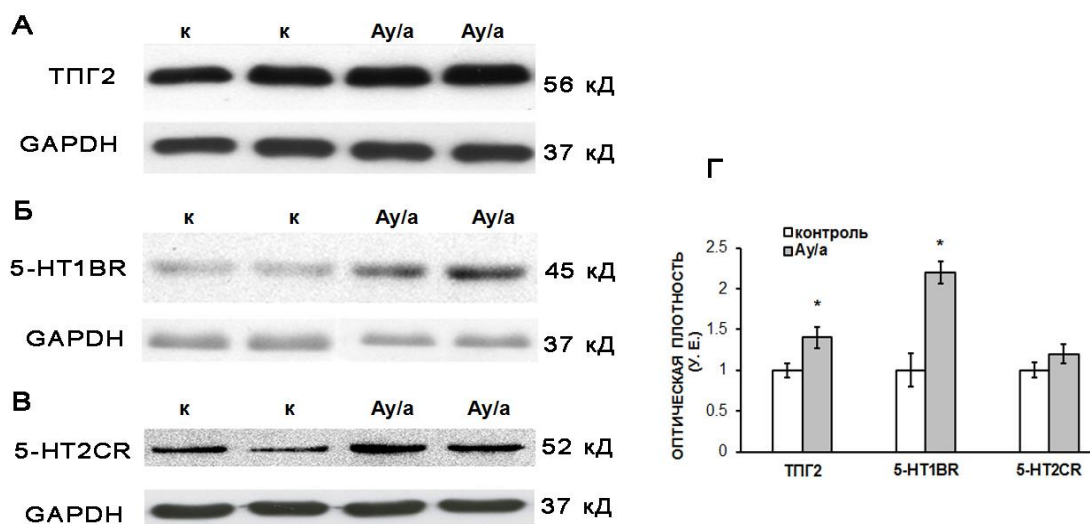 А
к к Ау/а Ау/а
ТПГ2 56 кД
GAPDH 37 кД
Б
к к Ау/а Ау/а
5-HT1BR 45 кД
GAPDH 37 кД
В
к к Ау/а Ау/а
5-HT2CR 52 кД
GAPDH 37 кД
Г
контроль
Ау/а
ОПТИЧЕСКАЯ ПЛОТНОСТЬ
(У. Е.)
2.5
2
1.5
1
0.5
0
*
*
ТПГ2 5-HT1BR 5-HT2CR